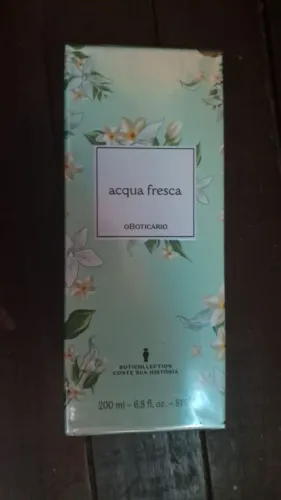 acqua fresca
oBOTICÁRIO
BOTICOLLECTION
CONTE SUA HISTÓRIA
200 ml - 6.8 fl. oz. -